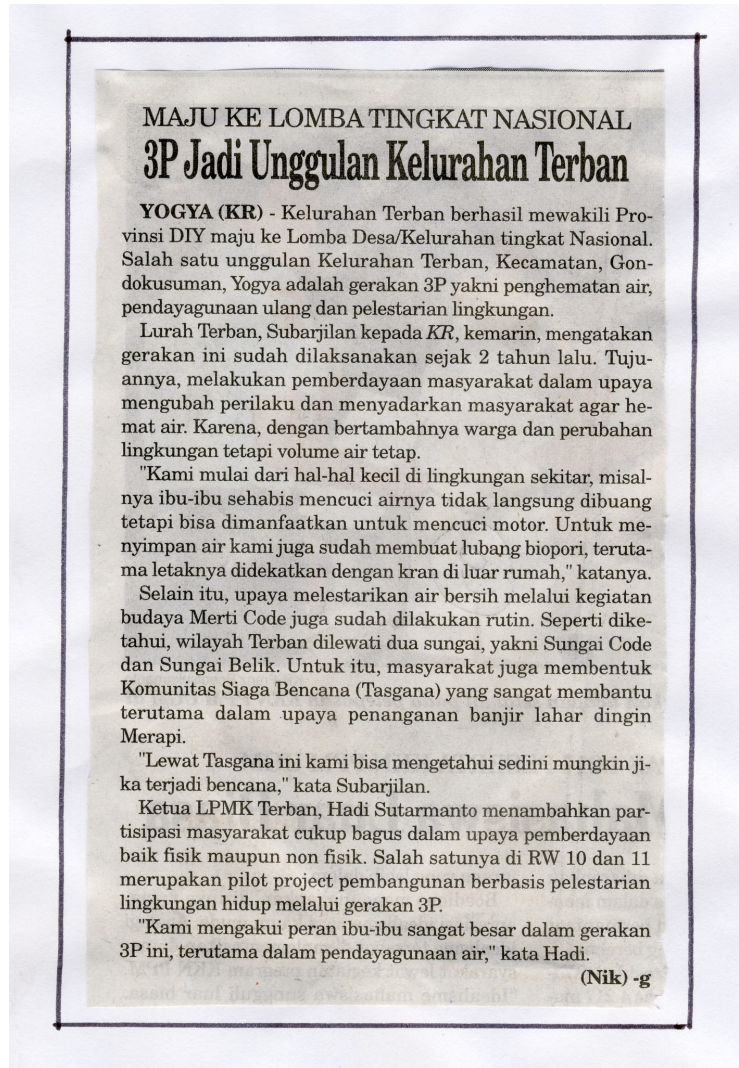 MAJU KE LOMBA TINGKAT NASIONAL
3P Jadi Unggulan Kelurahan Terban
YOGYA (KR) - Kelurahan Terban berhasil mewakili Pro-
vinsi DIY maju ke Lomba Desa/Kelurahan tingkat Nasional.
Salah satu unggulan Kelurahan Terban, Kecamatan, Gon-
dokusuman, Yogya adalah gerakan 3P yakni penghematan air,
pendayagunaan ulang dan pelestarian lingkungan.
Lurah Terban, Subarjilan kepada KR, kemarin, mengatakan
gerakan ini sudah dilaksanakan sejak 2 tahun lalu. Tuju-
annya, melakukan pemberdayaan masyarakat dalam upaya
mengubah perilaku dan menyadarkan masyarakat agar he-
mat air. Karena, dengan bertambahnya warga dan perubahan
lingkungan tetapi volume air tetap.
"Kami mulai dari hal-hal kecil di lingkungan sekitar, misal-
nya ibu-ibu sehabis mencuci airnya tidak langsung dibuang
tetapi bisa dimanfaatkan untuk mencuci motor. Untuk me-
nyimpan air kami juga sudah membuat lubang biopori, teruta-
ma letaknya didekatkan dengan kran di luar rumah," katanya.
Selain itu, upaya melestarikan air bersih melalui kegiatan
budaya Merti Code juga sudah dilakukan rutin. Seperti dike-
tahui, wilayah Terban dilewati dua sungai, yakni Sungai Code
dan Sungai Belik. Untuk itu, masyarakat juga membentuk
Komunitas Siaga Bencana (Tasgana) yang sangat membantu
terutama dalam upaya penanganan banjir lahar dingin
Merapi.
"Lewat Tasgana ini kami bisa mengetahui sedini mungkin ji-
ka terjadi bencana," kata Subarjilan.
Ketua LPMK Terban, Hadi Sutarmanto menambahkan par-
tisipasi masyarakat cukup bagus dalam upaya pemberdayaan
baik fisik maupun non fisik. Salah satunya di RW 10 dan 11
merupakan pilot project pembangunan berbasis pelestarian
lingkungan hidup melalui gerakan 3P.
"Kami mengakui peran ibu-ibu sangat besar dalam gerakan
3P ini, terutama dalam pendayagunaan air," kata Hadi.
(Nik) -g